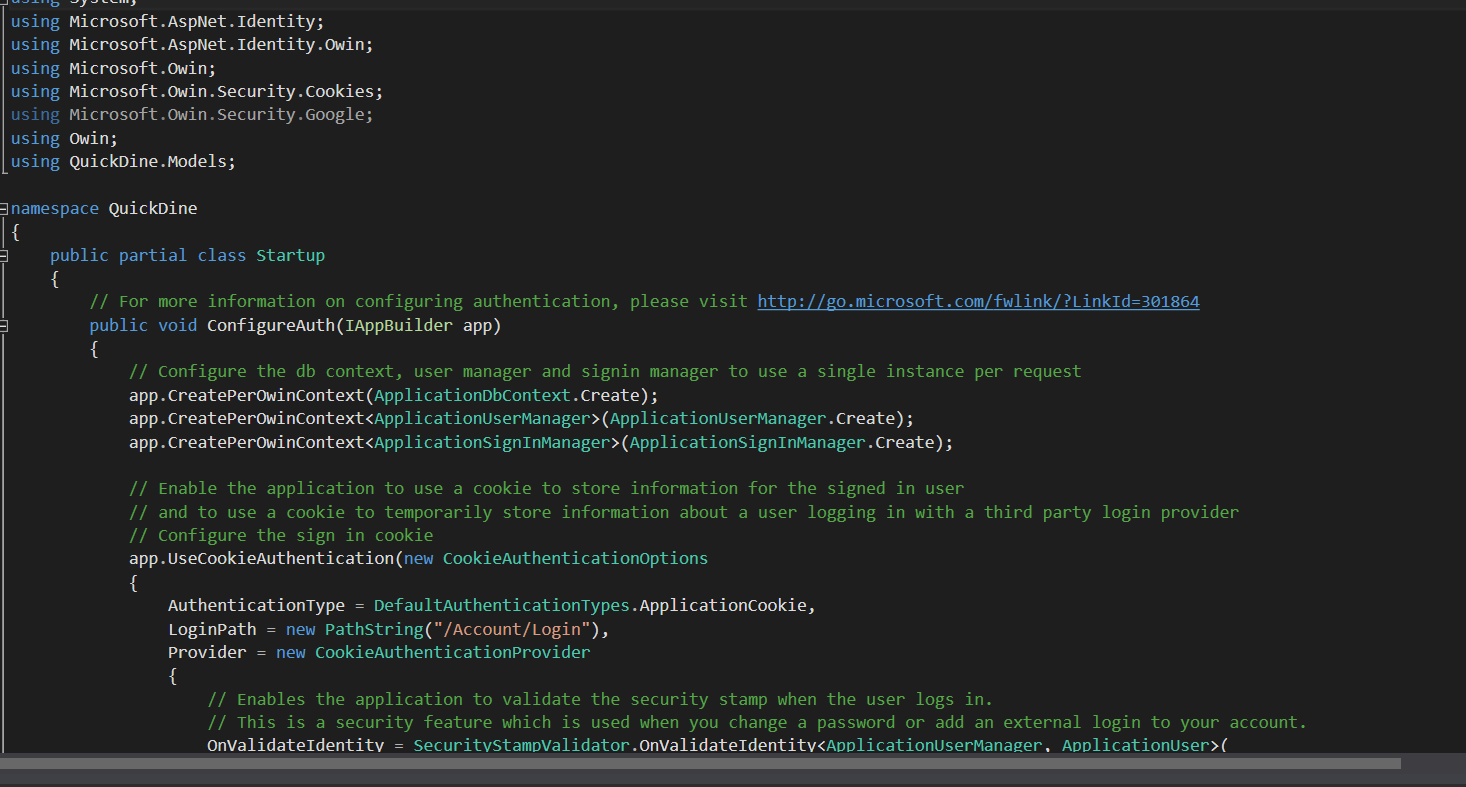 using System;
using Microsoft.AspNet.Identity;
using Microsoft.AspNet.Identity.Owin;
using Microsoft.Owin;
using Microsoft.Owin.Security.Cookies;
using Microsoft.Owin.Security.Google;
using Owin;
using QuickDine.Models;
namespace QuickDine
{
public partial class Startup
{
// For more information on configuring authentication, please visit http://go.microsoft.com/fwlink/?LinkId=301864
public void ConfigureAuth(IAppBuilder app)
{
// Configure the db context, user manager and signin manager to use a single instance per request
app.CreatePerOwinContext(ApplicationDbContext.Create);
app.CreatePerOwinContext<ApplicationUserManager>(ApplicationUserManager.Create);
app.CreatePerOwinContext<ApplicationSignInManager>(ApplicationSignInManager.Create);
// Enable the application to use a cookie to store information for the signed in user
// and to use a cookie to temporarily store information about a user logging in with a third party login provider
// Configure the sign in cookie
app.UseCookieAuthentication(new CookieAuthenticationOptions
{
AuthenticationType = DefaultAuthenticationTypes.ApplicationCookie,
LoginPath = new PathString("/Account/Login"),
Provider = new CookieAuthenticationProvider
{
// Enables the application to validate the security stamp when the user logs in.
// This is a security feature which is used when you change a password or add an external login to your account.
OnValidateIdentity = SecurityStampValidator.OnValidateIdentity<ApplicationUserManager, ApplicationUser>(